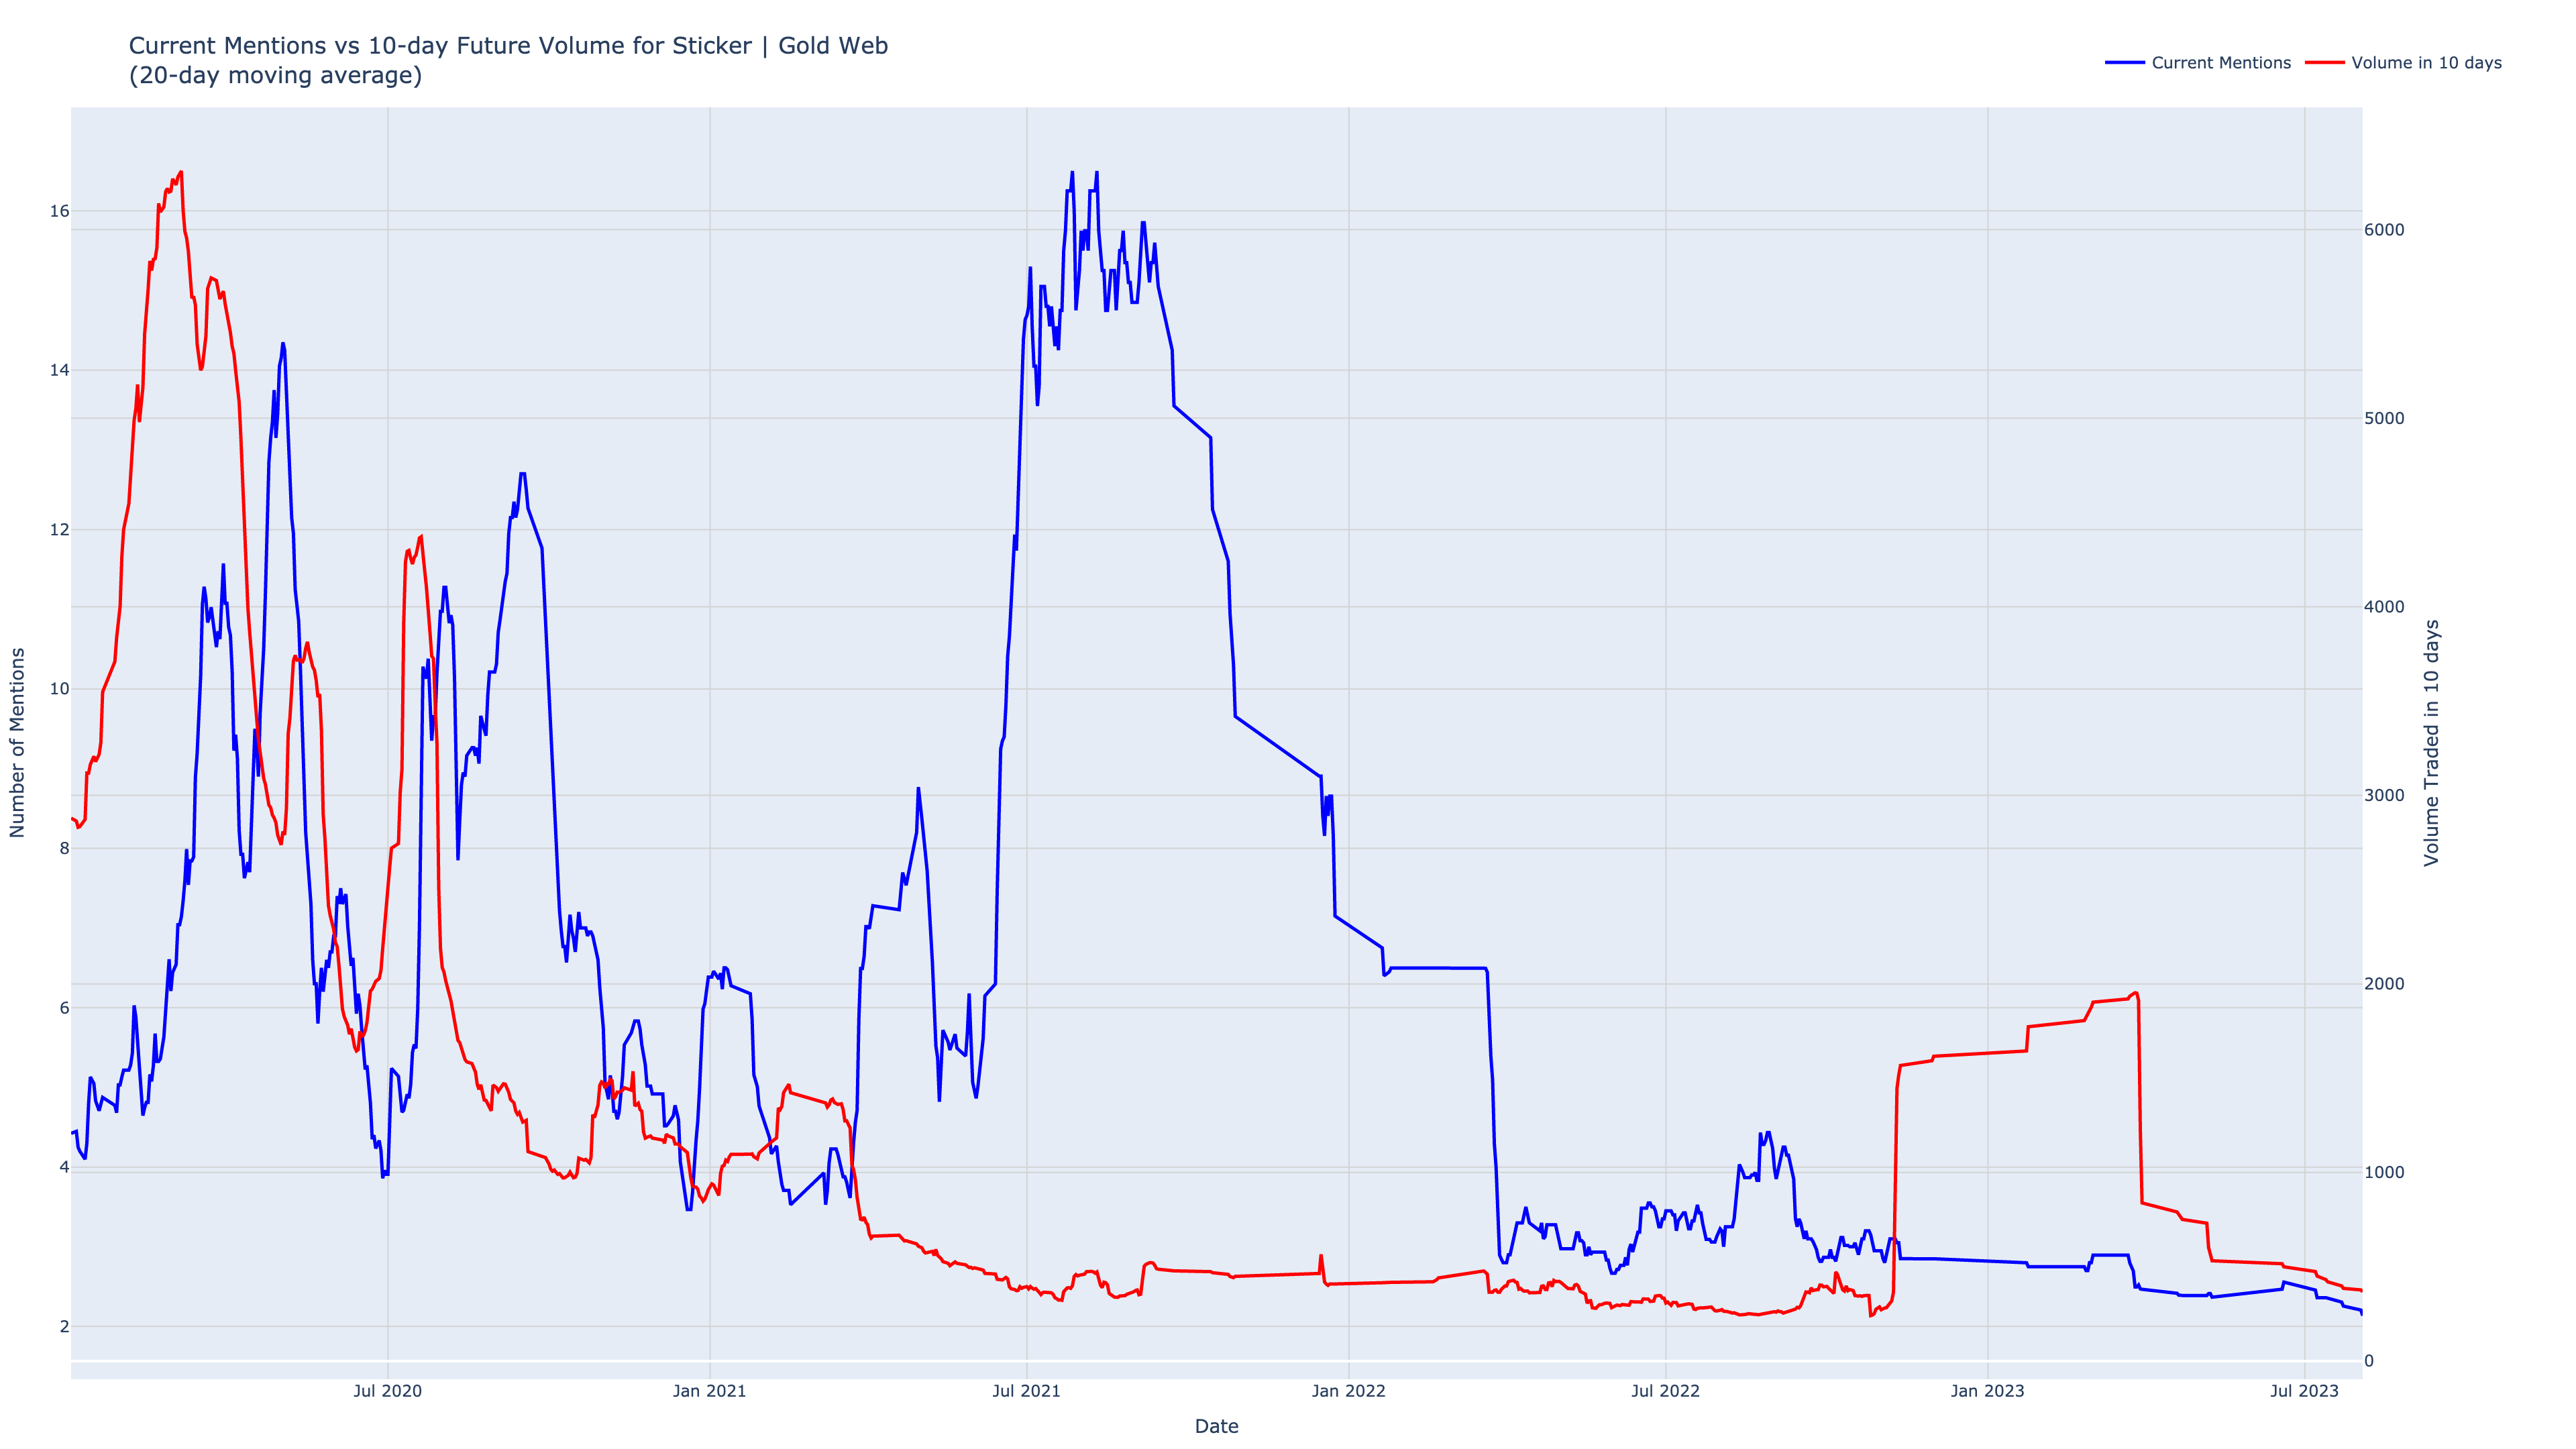 Current Mentions vs 10-day Future Volume for Sticker | Gold Web
(20-day moving average)
Current Mentions
Volume in 10 days
16
14
12
10
8
6
4
2
Number of Mentions
6000
5000
4000
3000
2000
1000
0
Volume Traded in 10 days
Jul 2020
Jan 2021
Jul 2021
Jan 2022
Jul 2022
Jan 2023
Jul 2023
Date